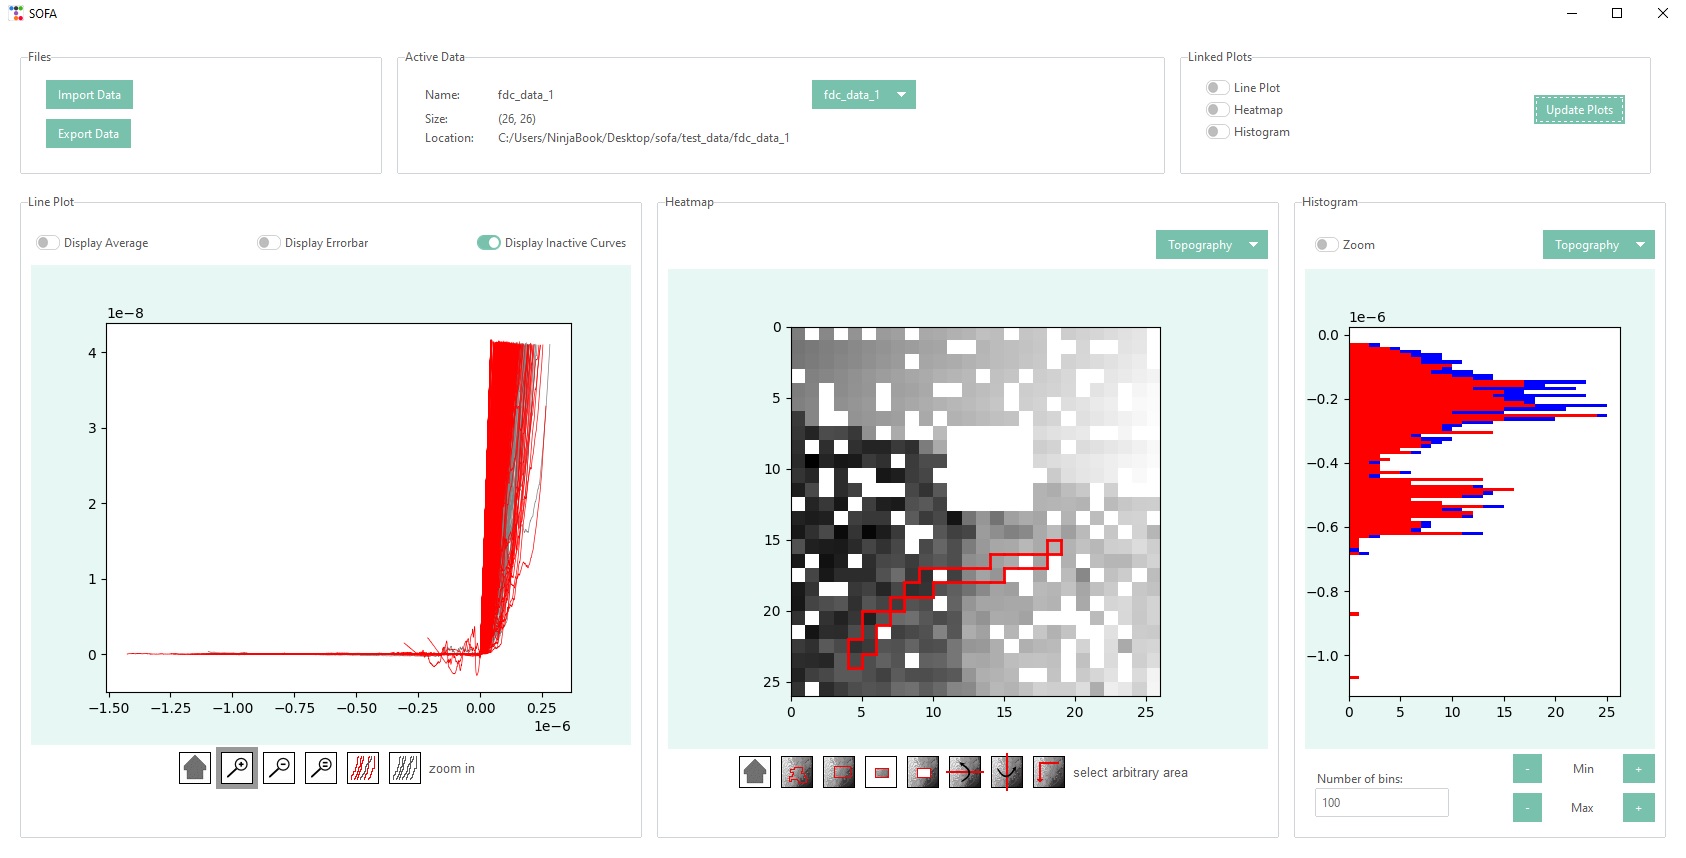 SOFA
Files
Import Data
Export Data
Active Data
Name: fdc_data_1
fdc_data_1
Size: (26, 26)
Location: C:/Users/NinjaBook/Desktop/sofa/test_data/fdc_data_1
Linked Plots
Line Plot
Heatmap
Histogram
Update Plots
Line Plot
Display Average
Display Errorbar
Display Inactive Curves
1e−8
4
3
2
1
0
−1.50 −1.25 −1.00 −0.75 −0.50 −0.25 0.00 0.25
1e−6
zoom in
Heatmap
Topography
0
5
10
15
20
25
0 5 10 15 20 25
select arbitrary area
Histogram
Zoom
Topography
1e−6
0.0
−0.2
−0.4
−0.6
−0.8
−1.0
0 5 10 15 20 25
Number of bins:
100
- Min +
- Max +